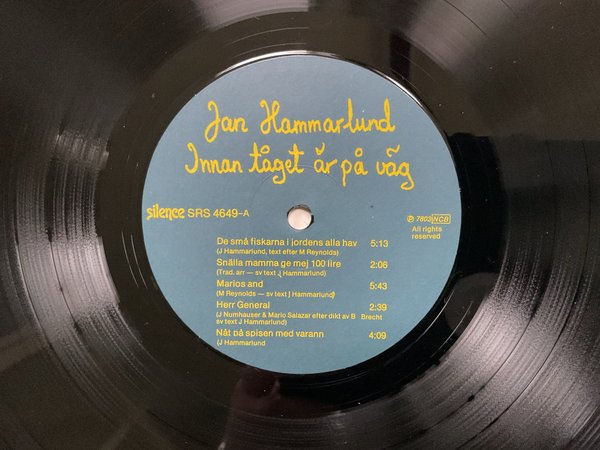 Jan Hammarlund
Innan tåget är på väg
silence SRS 4649-A
Ⓟ 7803 NCB
All rights
reserved
De små fiskarna i jordens alla hav 5:13
(J Hammarlund, text efter M Reynolds)
Snälla mamma ge mej 100 lire 2:06
(Trad. arr — sv text J Hammarlund)
Marios and 5:43
(M Reynolds — sv text J Hammarlund)
Herr General 2:39
(J Numhauser & Mario Salazar efter dikt av B Brecht
sv text J Hammarlund)
Nåt på spisen med varann 4:09
(J Hammarlund